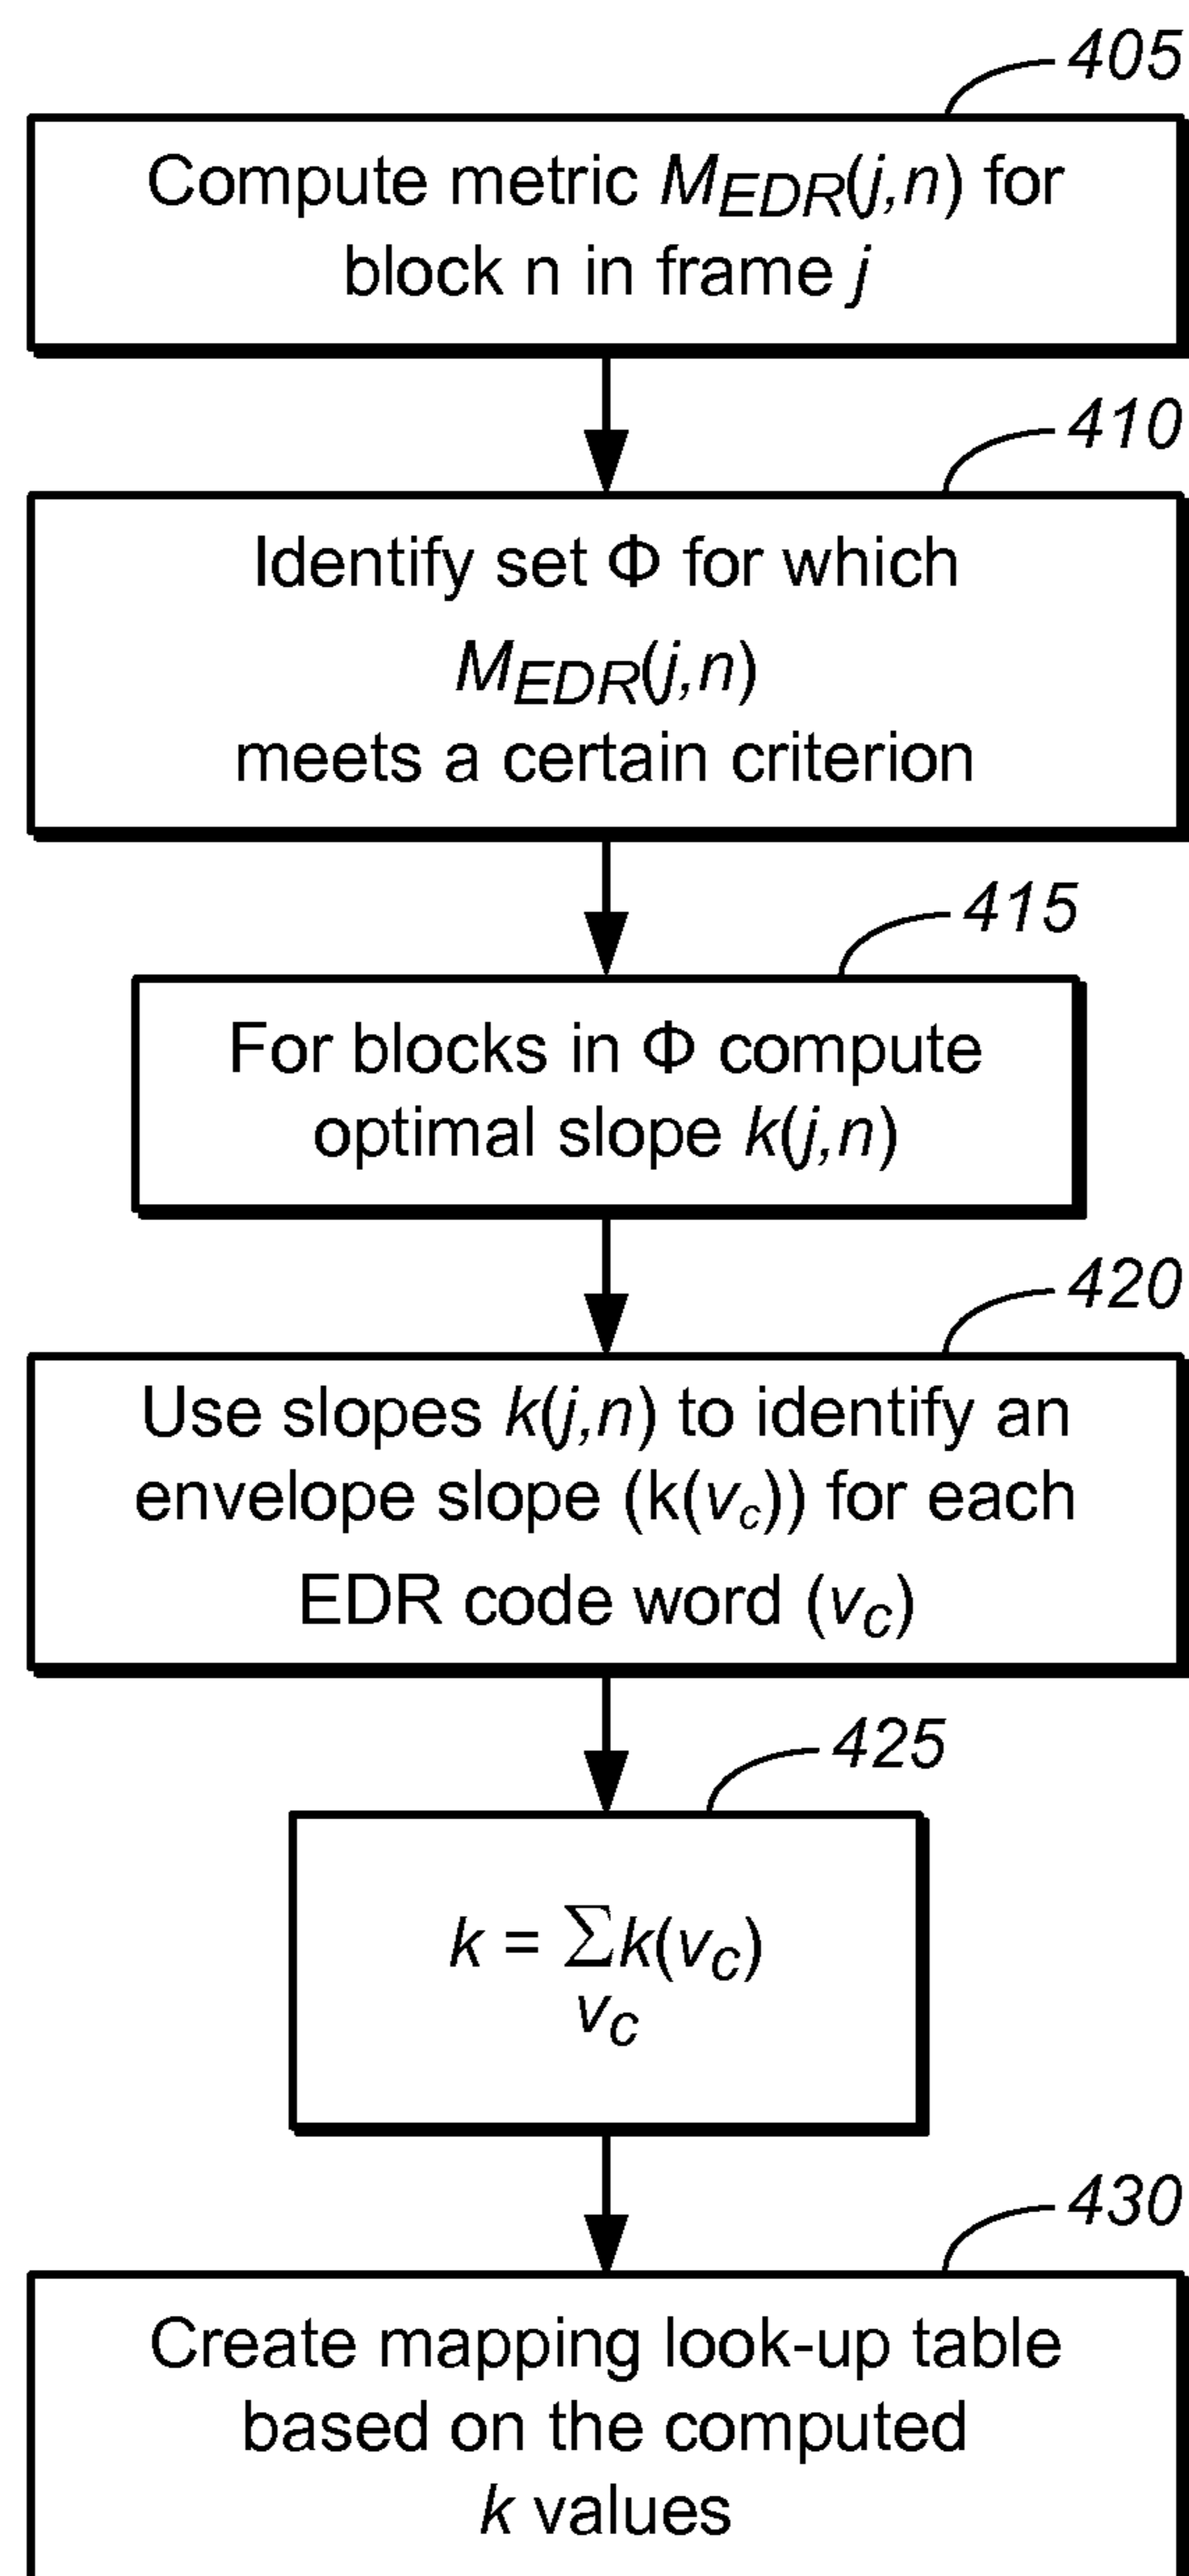 405
Compute metric M_EDR(j,n) for
block n in frame j
410
Identify set Φ for which
M_EDR(j,n)
meets a certain criterion
415
For blocks in Φ compute
optimal slope k(j,n)
420
Use slopes k(j,n) to identify an
envelope slope (k(v_c)) for each
EDR code word (v_c)
425
k = Σk(v_c)
v_c
430
Create mapping look-up table
based on the computed
k values